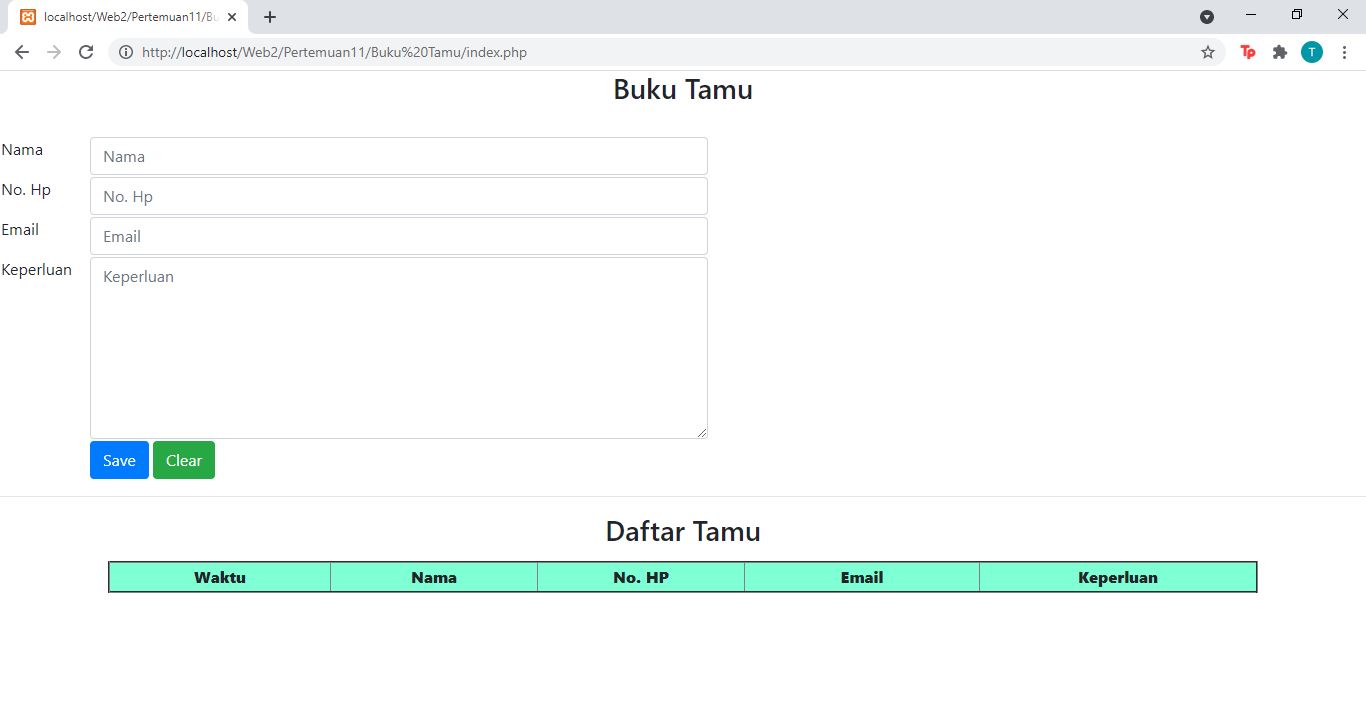 localhost/Web2/Pertemuan11/Bu
http://localhost/Web2/Pertemuan11/Buku%20Tamu/index.php
Tp
T
Buku Tamu
Nama
Nama
No. Hp
No. Hp
Email
Email
Keperluan
Keperluan
Save Clear
Daftar Tamu
Waktu Nama No. HP Email Keperluan